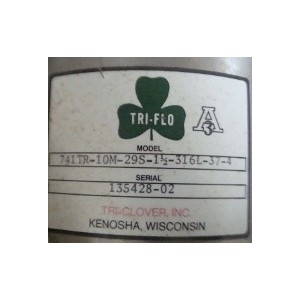 TRI-FLO
A
3
MODEL
741TR-10M-29S-1½-316L-37-4
SERIAL
135428-02
TRI-CLOVER, INC.
KENOSHA, WISCONSIN